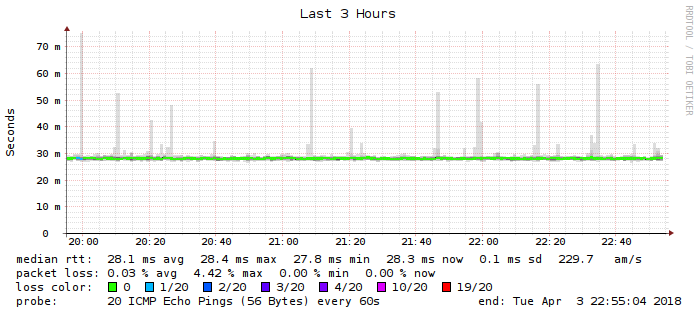 Last 3 Hours
RRDTOOL / TOBI OETIKER
Seconds
70 m
60 m
50 m
40 m
30 m
20 m
10 m
0
20:00 20:20 20:40 21:00 21:20 21:40 22:00 22:20 22:40
median rtt: 28.1 ms avg 28.4 ms max 27.8 ms min 28.3 ms now 0.1 ms sd 229.7 am/s
packet loss: 0.03 % avg 4.42 % max 0.00 % min 0.00 % now
loss color: 0 1/20 2/20 3/20 4/20 10/20 19/20
probe: 20 ICMP Echo Pings (56 Bytes) every 60s end: Tue Apr 3 22:55:04 2018